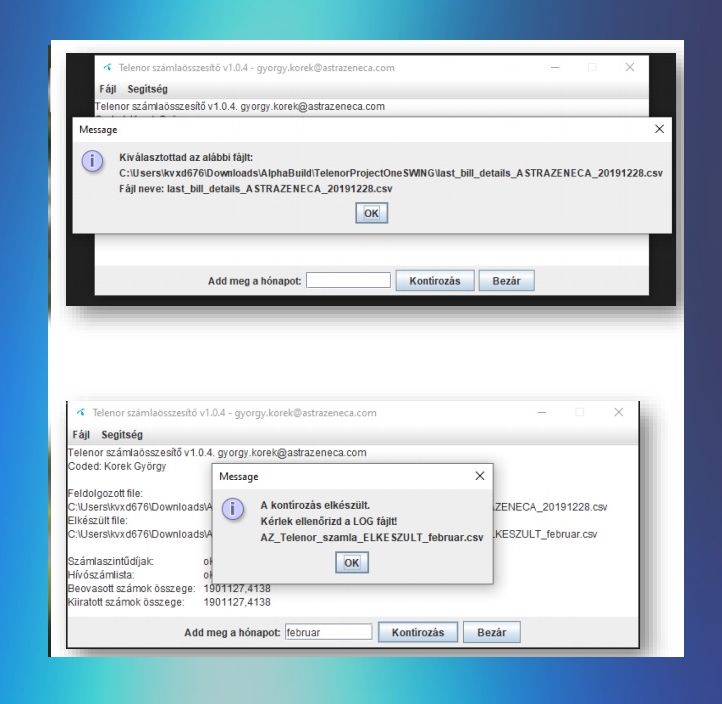 Telenor számlaösszesítő v1.0.4 - gyorgy.korek@astrazeneca.com
Fájl Segítség
Telenor számlaösszesítő v1.0.4. gyorgy.korek@astrazeneca.com
Message
Kiválasztottad az alábbi fájlt:
C:\Users\kvxd676\Downloads\AlphaBuild\TelenorProjectOneSWING\last_bill_details_ASTRAZENECA_20191228.csv
Fájl neve: last_bill_details_ASTRAZENECA_20191228.csv
OK
Add meg a hónapot: Kontírozás Bezár
Telenor számlaösszesítő v1.0.4 - gyorgy.korek@astrazeneca.com
Fájl Segítség
Telenor számlaösszesítő v1.0.4. gyorgy.korek@astrazeneca.com
Coded: Korek György
Message
Feldolgozott file:
C:\Users\kvxd676\Downloads\A ZENECA_20191228.csv
Elkészült file:
C:\Users\kvxd676\Downloads\A LKESZULT_februar.csv
A kontírozás elkészült.
Kérlek ellenőrizd a LOG fájlt!
AZ_Telenor_szamla_ELKESZULT_februar.csv
OK
Számlaszintűdíjak:
Hívószámlista:
Beovasott számok összege: 1901127,4138
Kiíratott számok összege: 1901127,4138
Add meg a hónapot: februar Kontírozás Bezár